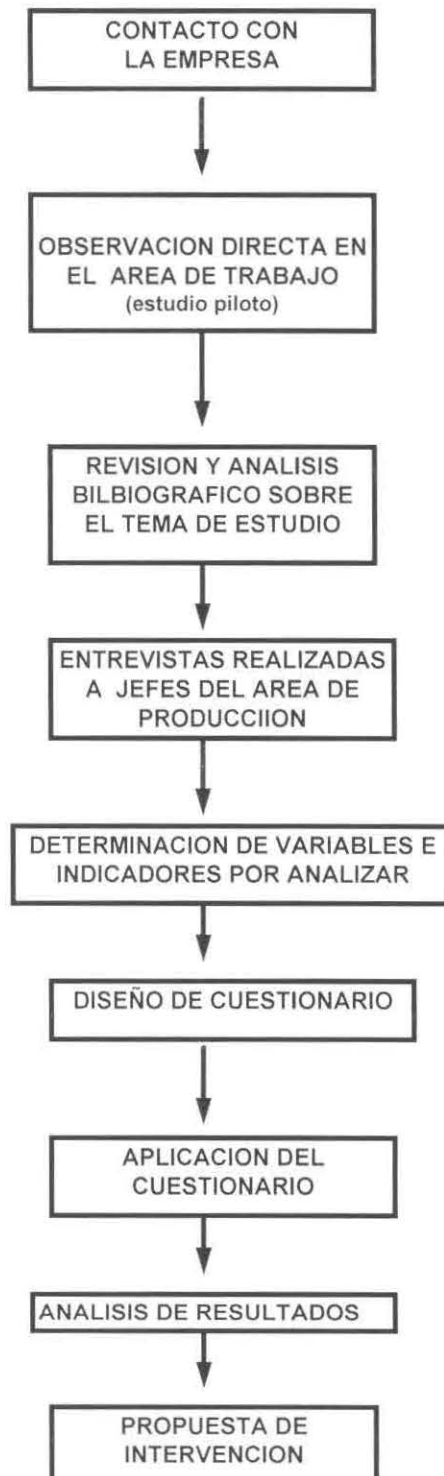 CONTACTO CON
LA EMPRESA
OBSERVACION DIRECTA EN
EL AREA DE TRABAJO
(estudio piloto)
REVISION Y ANALISIS
BILBIOGRAFICO SOBRE
EL TEMA DE ESTUDIO
ENTREVISTAS REALIZADAS
A JEFES DEL AREA DE
PRODUCCIION
DETERMINACION DE VARIABLES E
INDICADORES POR ANALIZAR
DISEÑO DE CUESTIONARIO
APLICACION DEL
CUESTIONARIO
ANALISIS DE RESULTADOS
PROPUESTA DE
INTERVENCION